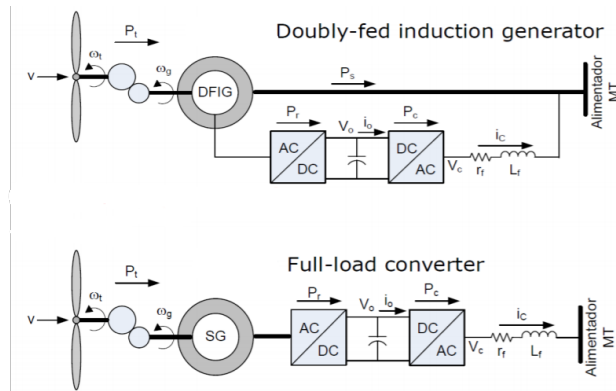 Doubly-fed induction generator
Pt
ωt
ωg
v
DFIG
Ps
Pr
Vo
io
Pc
AC
DC
DC
AC
Vc
iC
rf
Lf
Alimentador
MT
Full-load converter
Pt
ωt
ωg
v
SG
Pr
Vo
io
Pc
AC
DC
DC
AC
Vc
iC
rf
Lf
Alimentador
MT